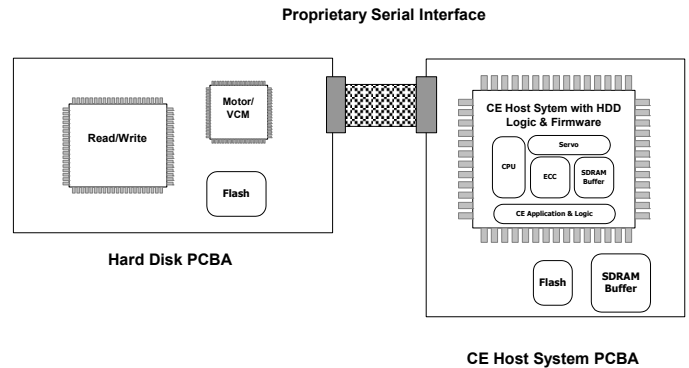 Proprietary Serial Interface
Read/Write
Motor/
VCM
Flash
Hard Disk PCBA
CE Host Sytem with HDD
Logic & Firmware
Servo
CPU
ECC
SDRAM
Buffer
CE Application & Logic
Flash
SDRAM
Buffer
CE Host System PCBA